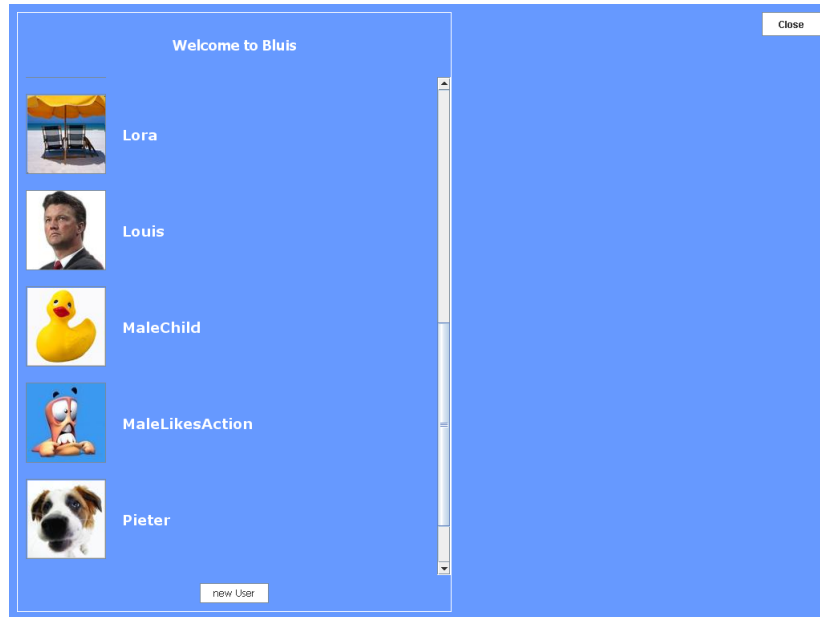 Close
Welcome to Bluis
Lora
Louis
MaleChild
MaleLikesAction
Pieter
new User